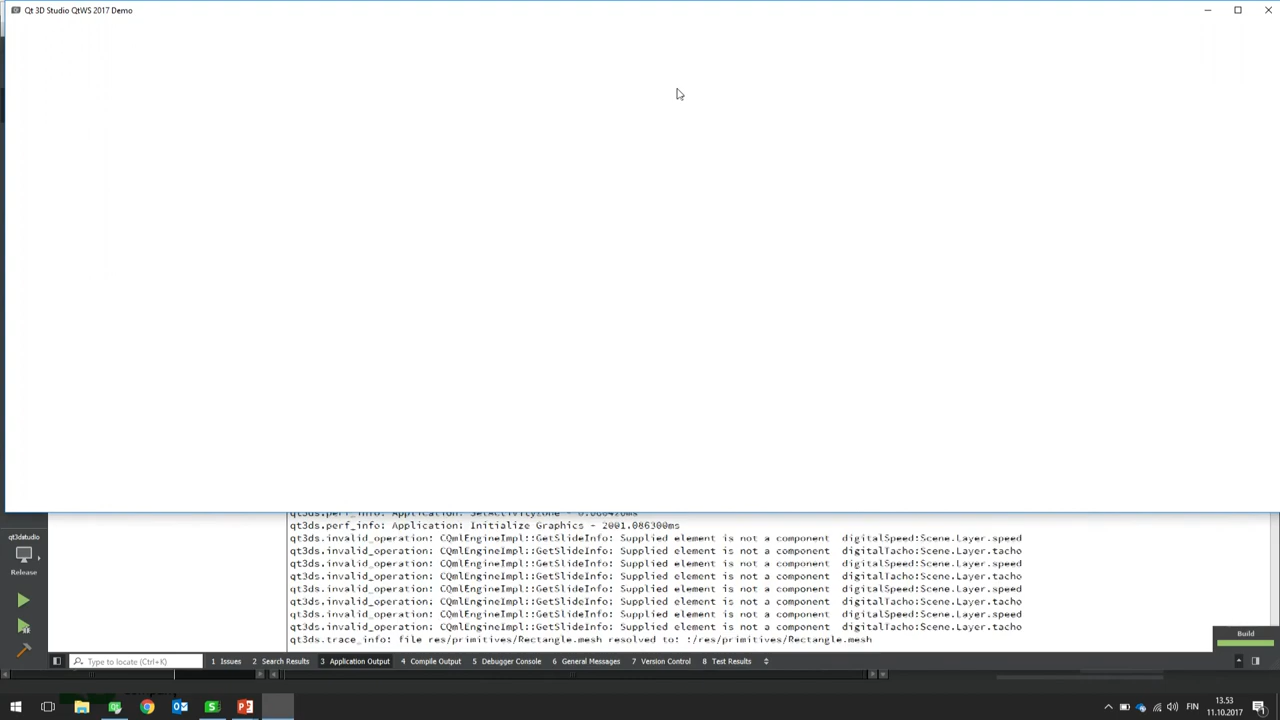 Qt 3D Studio QtWS 2017 Demo
qt3ds.perf_info: Application: SetActivityZone - 0.086420ms
qt3ds.perf_info: Application: Initialize Graphics - 2001.086300ms
qt3ds.invalid_operation: CQmlEngineImpl::GetSlideInfo: Supplied element is not a component digitalSpeed:Scene.Layer.speed
qt3ds.invalid_operation: CQmlEngineImpl::GetSlideInfo: Supplied element is not a component digitalTacho:Scene.Layer.tacho
qt3ds.invalid_operation: CQmlEngineImpl::GetSlideInfo: Supplied element is not a component digitalSpeed:Scene.Layer.speed
qt3ds.invalid_operation: CQmlEngineImpl::GetSlideInfo: Supplied element is not a component digitalTacho:Scene.Layer.tacho
qt3ds.invalid_operation: CQmlEngineImpl::GetSlideInfo: Supplied element is not a component digitalSpeed:Scene.Layer.speed
qt3ds.invalid_operation: CQmlEngineImpl::GetSlideInfo: Supplied element is not a component digitalTacho:Scene.Layer.tacho
qt3ds.invalid_operation: CQmlEngineImpl::GetSlideInfo: Supplied element is not a component digitalSpeed:Scene.Layer.speed
qt3ds.invalid_operation: CQmlEngineImpl::GetSlideInfo: Supplied element is not a component digitalTacho:Scene.Layer.tacho
qt3ds.trace_info: file res/primitives/Rectangle.mesh resolved to: :/res/primitives/Rectangle.mesh
qt3dstudio
Release
Build
Type to locate (Ctrl+K)
1 Issues 2 Search Results 3 Application Output 4 Compile Output 5 Debugger Console 6 General Messages 7 Version Control 8 Test Results
FIN
13.53
11.10.2017